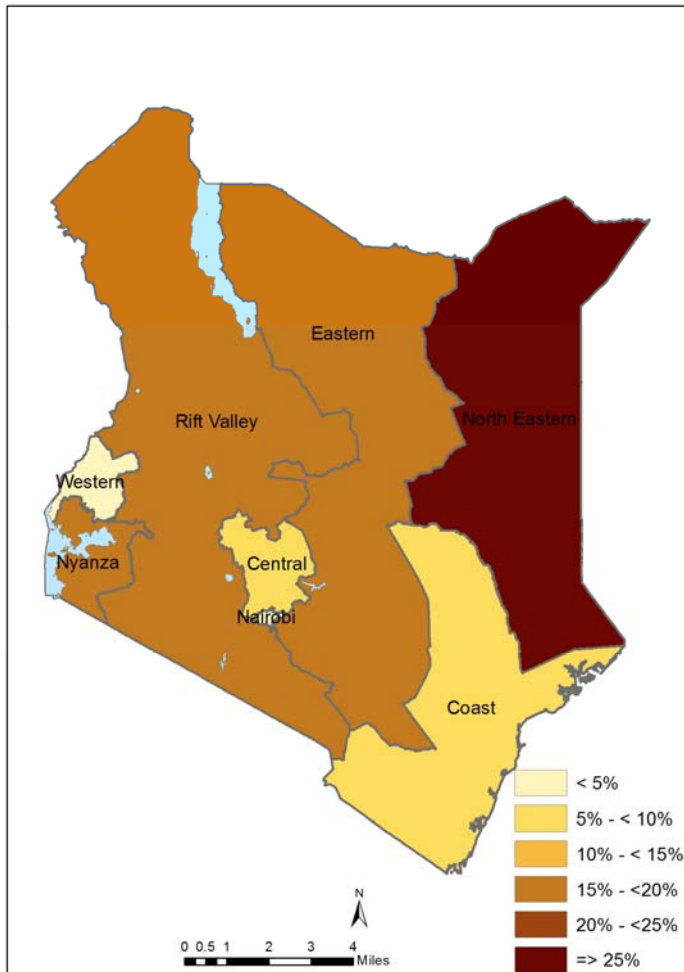 Eastern
Rift Valley
North Eastern
Western
Nyanza
Central
Nairobi
Coast
< 5%
5% - < 10%
10% - < 15%
15% - <20%
20% - <25%
=> 25%
N
0 0.5 1 2 3 4
Miles